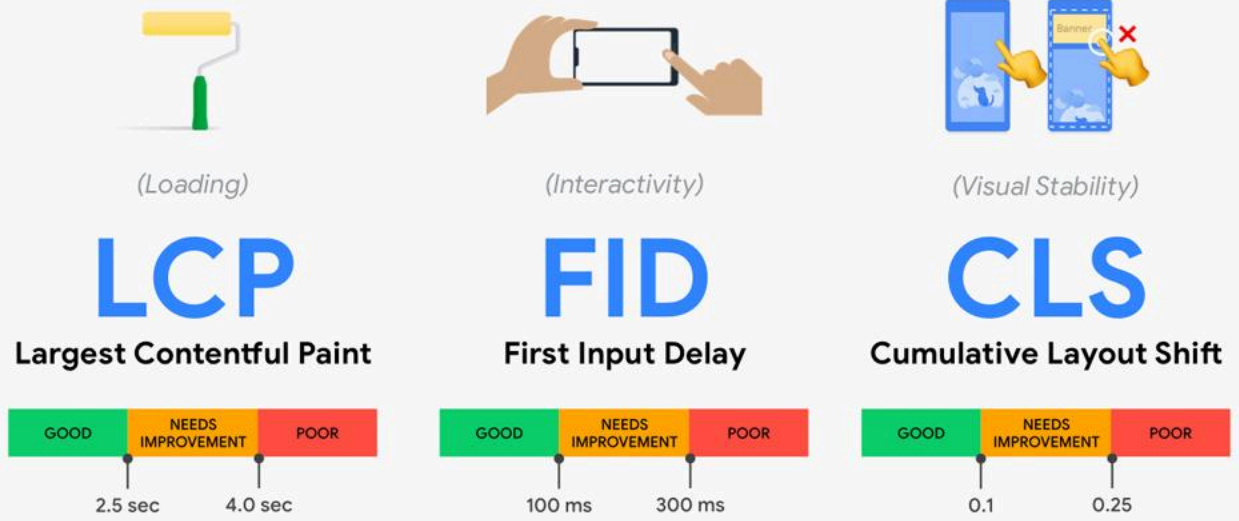 Banner
(Loading)
LCP
Largest Contentful Paint
GOOD
NEEDS
IMPROVEMENT
POOR
2.5 sec
4.0 sec
(Interactivity)
FID
First Input Delay
GOOD
NEEDS
IMPROVEMENT
POOR
100 ms
300 ms
(Visual Stability)
CLS
Cumulative Layout Shift
GOOD
NEEDS
IMPROVEMENT
POOR
0.1
0.25